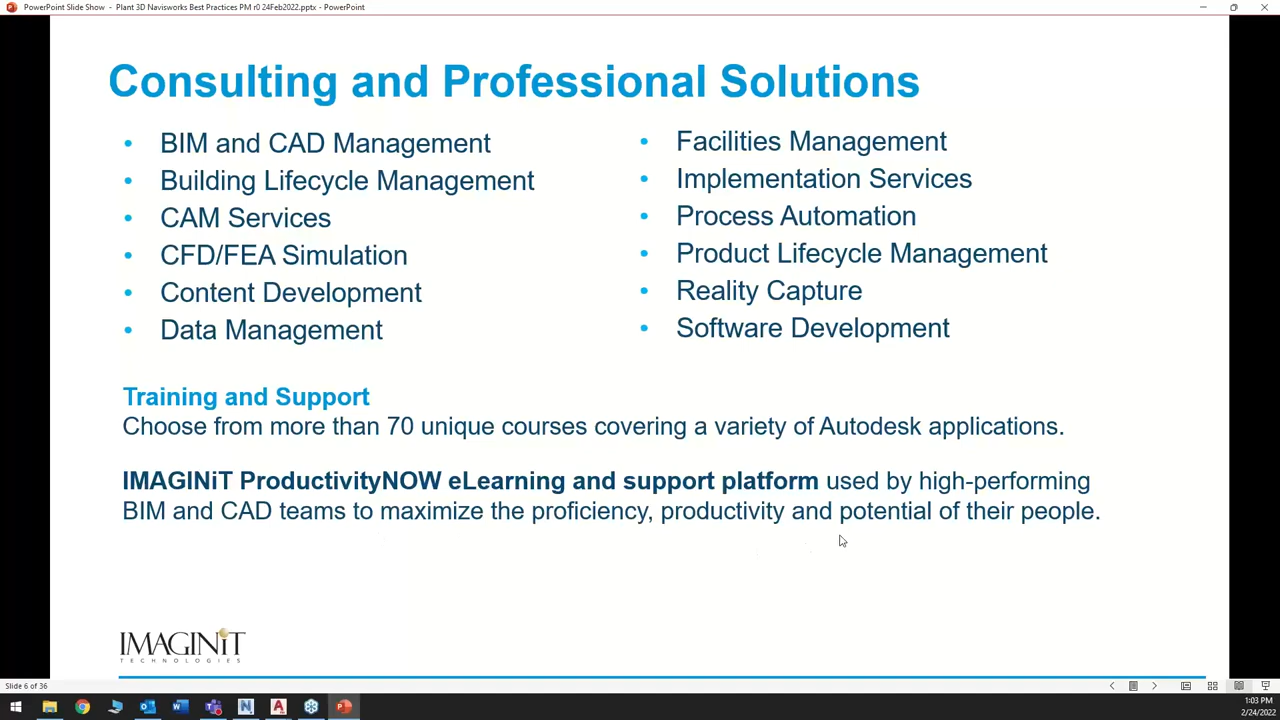 PowerPoint Slide Show - Plant 3D Navisworks Best Practices PM r0 24Feb2022.pptx - PowerPoint
Consulting and Professional Solutions
• BIM and CAD Management
• Building Lifecycle Management
• CAM Services
• CFD/FEA Simulation
• Content Development
• Data Management
• Facilities Management
• Implementation Services
• Process Automation
• Product Lifecycle Management
• Reality Capture
• Software Development
Training and Support
Choose from more than 70 unique courses covering a variety of Autodesk applications.
IMAGINiT ProductivityNOW eLearning and support platform used by high-performing
BIM and CAD teams to maximize the proficiency, productivity and potential of their people.
IMAGINiT
TECHNOLOGIES
Slide 6 of 36
1:03 PM
2/24/2022